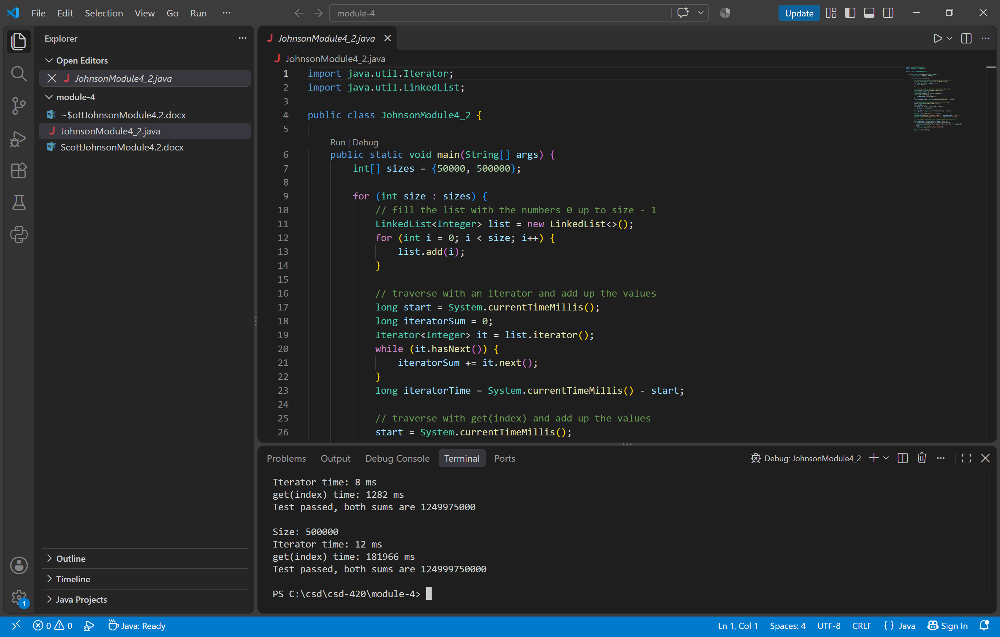 File Edit Selection View Go Run ···
module-4
Update
Explorer ···
Open Editors
JohnsonModule4_2.java
module-4
~$ottJohnsonModule4.2.docx
JohnsonModule4_2.java
ScottJohnsonModule4.2.docx
Outline
Timeline
Java Projects
1
JohnsonModule4_2.java
JohnsonModule4_2.java
1 import java.util.Iterator;
2 import java.util.LinkedList;
3
4 public class JohnsonModule4_2 {
5
Run | Debug
6 public static void main(String[] args) {
7 int[] sizes = {50000, 500000};
8
9 for (int size : sizes) {
10 // fill the list with the numbers 0 up to size - 1
11 LinkedList<Integer> list = new LinkedList<>();
12 for (int i = 0; i < size; i++) {
13 list.add(i);
14 }
15
16 // traverse with an iterator and add up the values
17 long start = System.currentTimeMillis();
18 long iteratorSum = 0;
19 Iterator<Integer> it = list.iterator();
20 while (it.hasNext()) {
21 iteratorSum += it.next();
22 }
23 long iteratorTime = System.currentTimeMillis() - start;
24
25 // traverse with get(index) and add up the values
26 start = System.currentTimeMillis();
Problems Output Debug Console Terminal Ports
Debug: JohnsonModule4_2
Iterator time: 8 ms
get(index) time: 1282 ms
Test passed, both sums are 1249975000
Size: 500000
Iterator time: 12 ms
get(index) time: 181966 ms
Test passed, both sums are 124999750000
PS C:\csd\csd-420\module-4>
0 0 Java: Ready
Ln 1, Col 1 Spaces: 4 UTF-8 CRLF {} Java Sign In